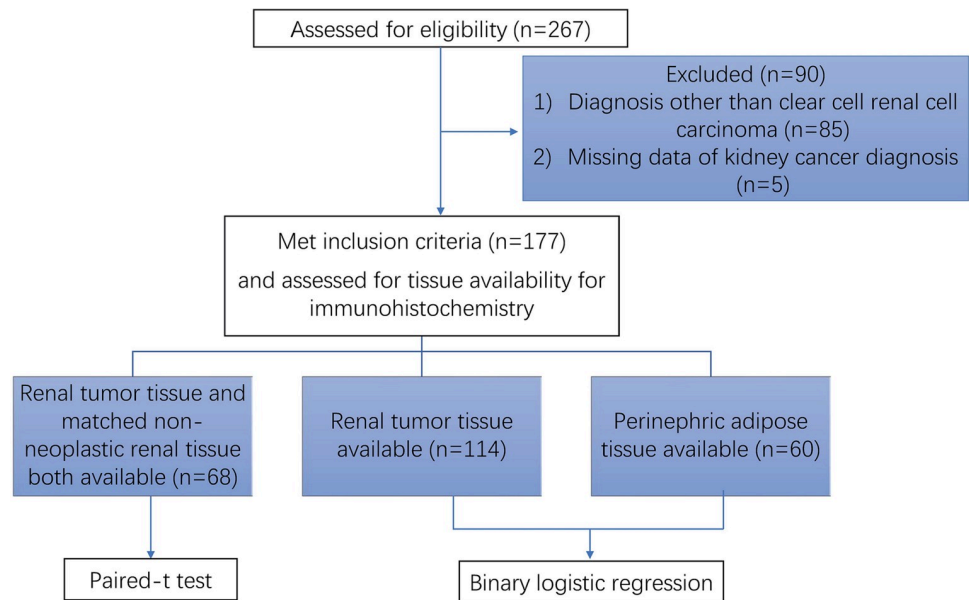 Assessed for eligibility (n=267)
Excluded (n=90)
1) Diagnosis other than clear cell renal cell
carcinoma (n=85)
2) Missing data of kidney cancer diagnosis
(n=5)
Met inclusion criteria (n=177)
and assessed for tissue availability for
immunohistochemistry
Renal tumor tissue and
matched non-
neoplastic renal tissue
both available (n=68)
Renal tumor tissue
available (n=114)
Perinephric adipose
tissue available (n=60)
Paired-t test
Binary logistic regression